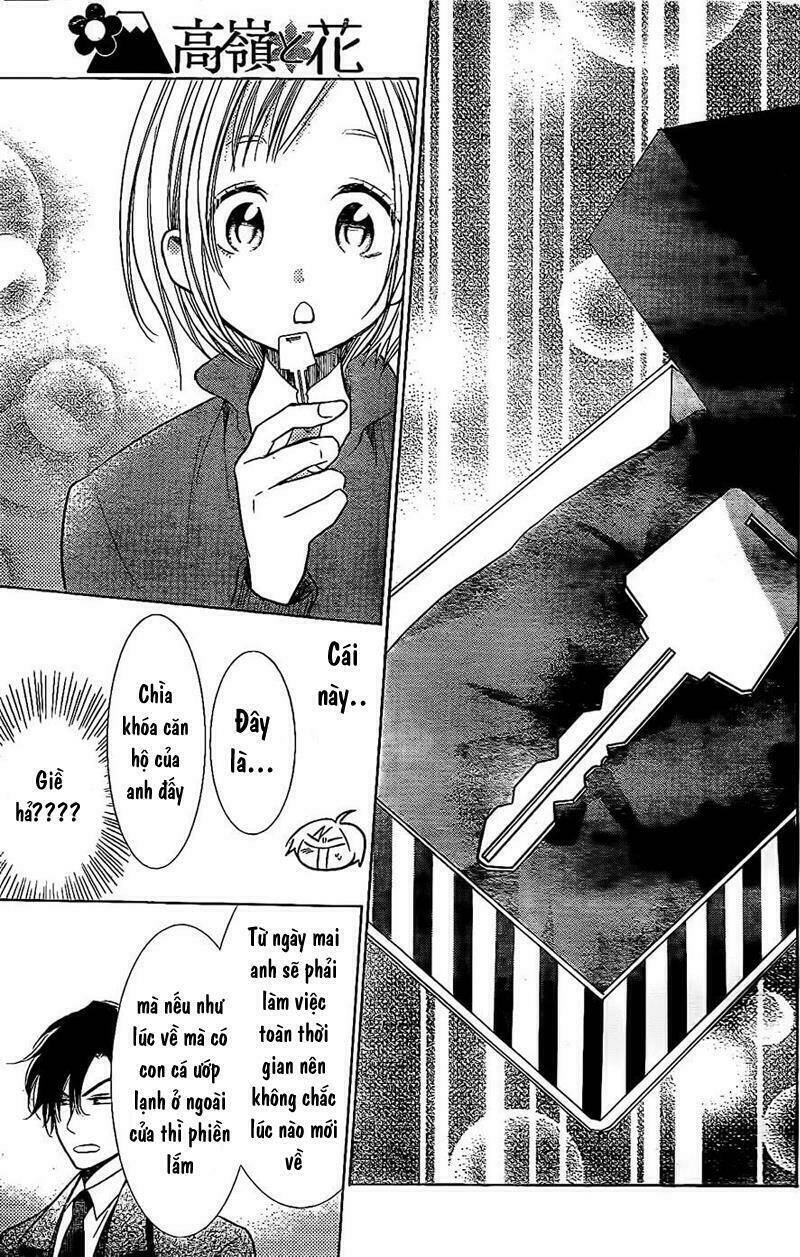 高嶺と花
Cái
này..
Đây
là...
Chìa
khóa căn
hộ của
anh đấy
Giề
hả????
Từ ngày mai
anh sẽ phải
làm việc
toàn thời
gian nên
không chắc
lúc nào mới
về
mà nếu như
lúc về mà có
con cá ướp
lạnh ở ngoài
cửa thì phiền
lắm